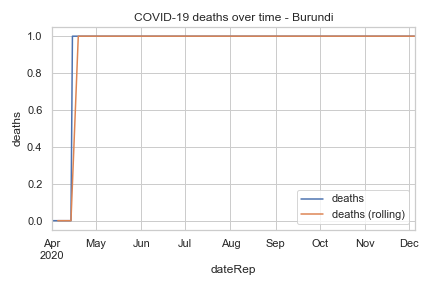 COVID-19 deaths over time - Burundi
deaths
1.0
0.8
0.6
0.4
0.2
0.0
deaths
deaths (rolling)
Apr May Jun Jul Aug Sep Oct Nov Dec
2020
dateRep